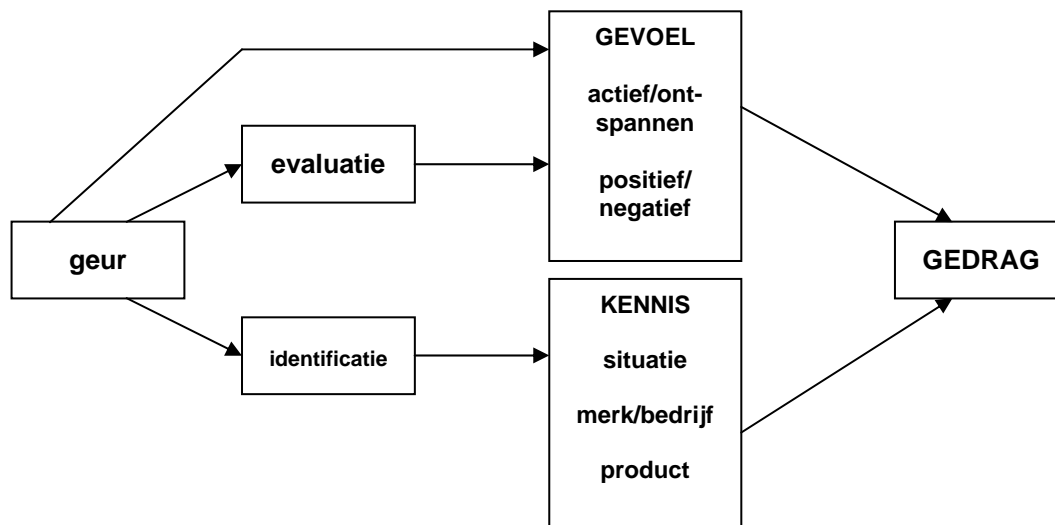 GEVOEL
actief/ont-
spannen
positief/
negatief
evaluatie
geur
GEDRAG
identificatie
KENNIS
situatie
merk/bedrijf
product